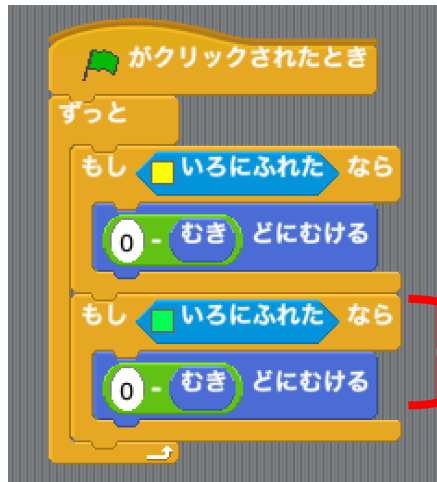 がクリックされたとき
ずっと
もし いろにふれた なら
0 - むき どにむける
もし いろにふれた なら
0 - むき どにむける